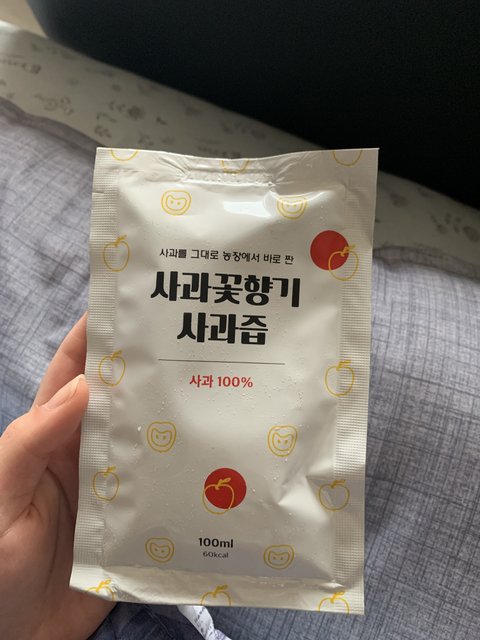 사과를 그대로 농장에서 바로 짠
사과꽃향기
사과즙
사과 100%
100ml
60kcal